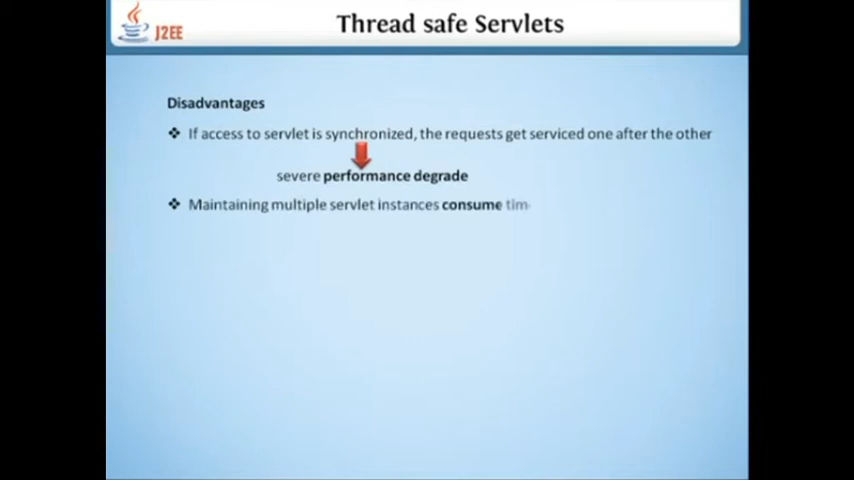 J2EE
Thread safe Servlets
Disadvantages
❖ If access to servlet is synchronized, the requests get serviced one after the other
severe performance degrade
❖ Maintaining multiple servlet instances consume tim